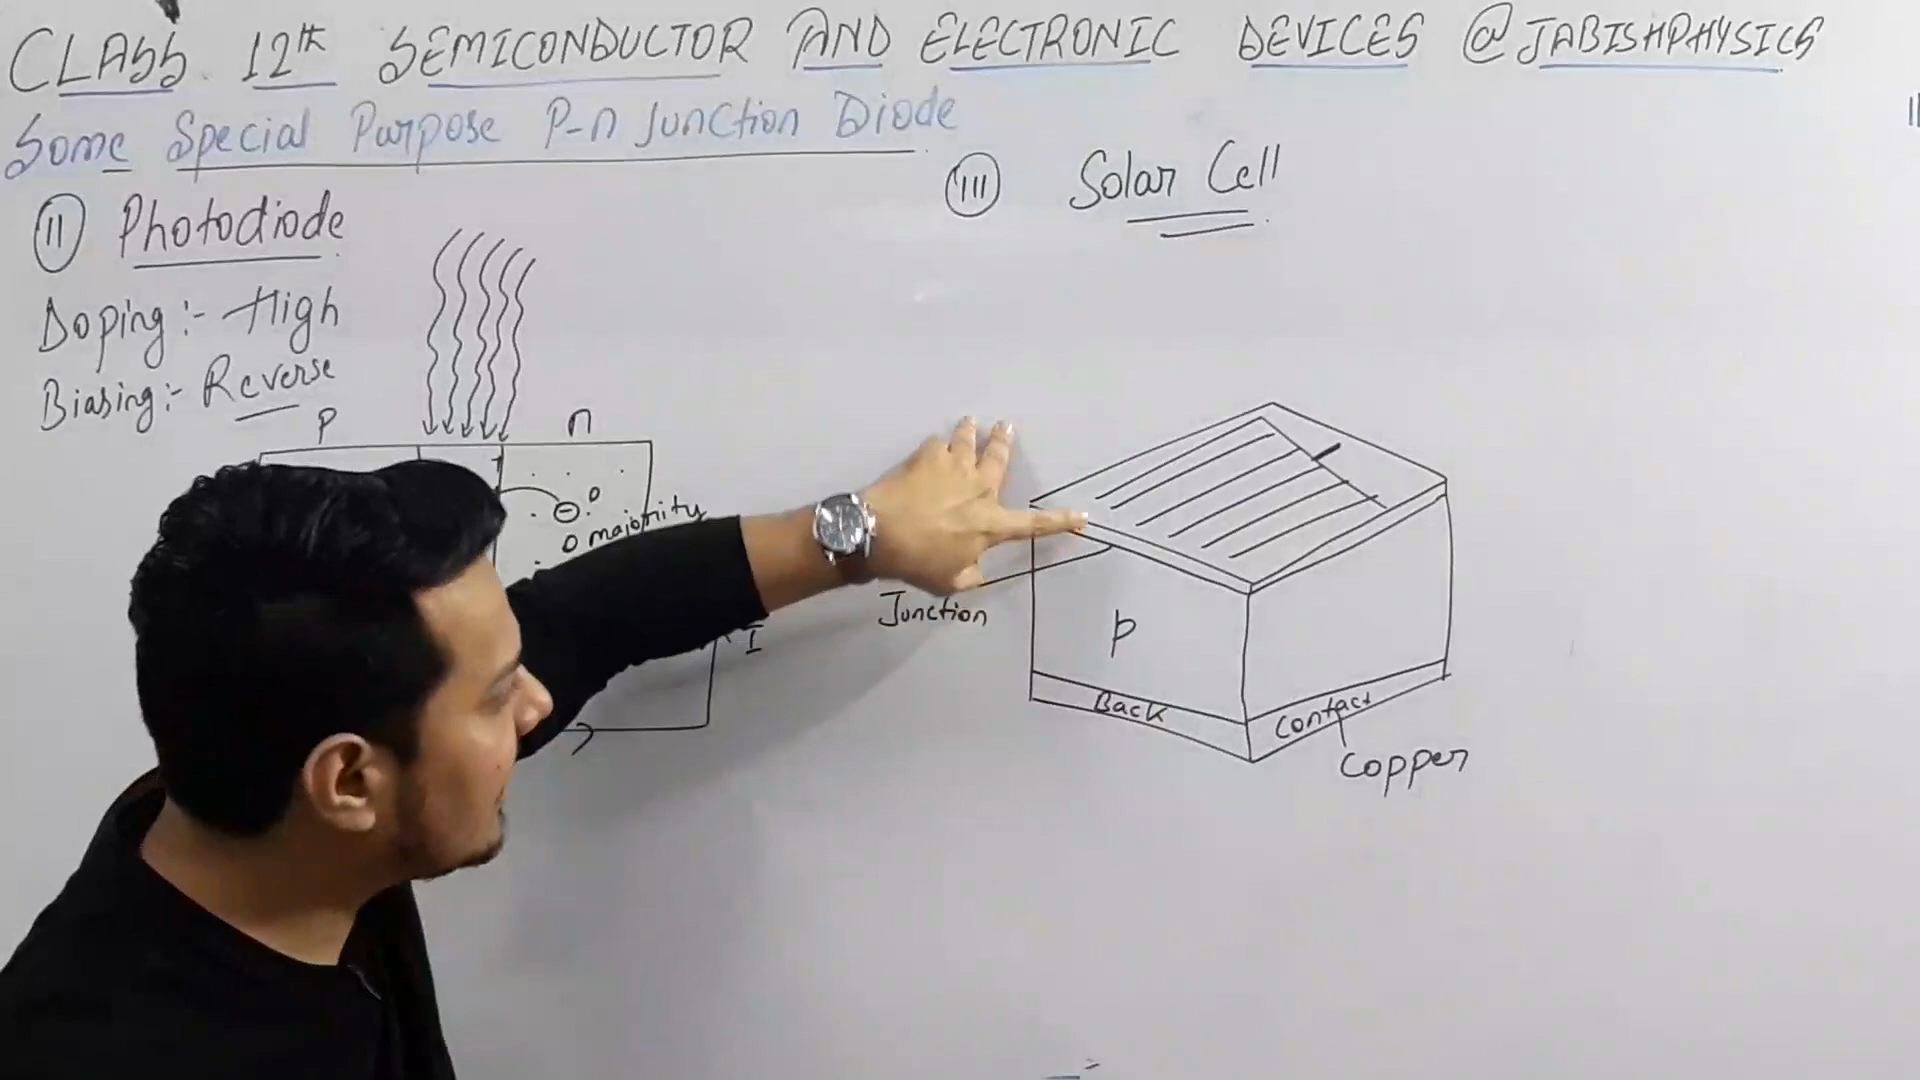 CLASS 12th SEMICONDUCTOR AND ELECTRONIC DEVICES @JABISHPHYSICS
Some Special Purpose P-n Junction Diode
II Photodiode
Doping:- High
Biasing:- Reverse
P n
majority
I
III Solar Cell
Junction
P
Back Contact
Copper